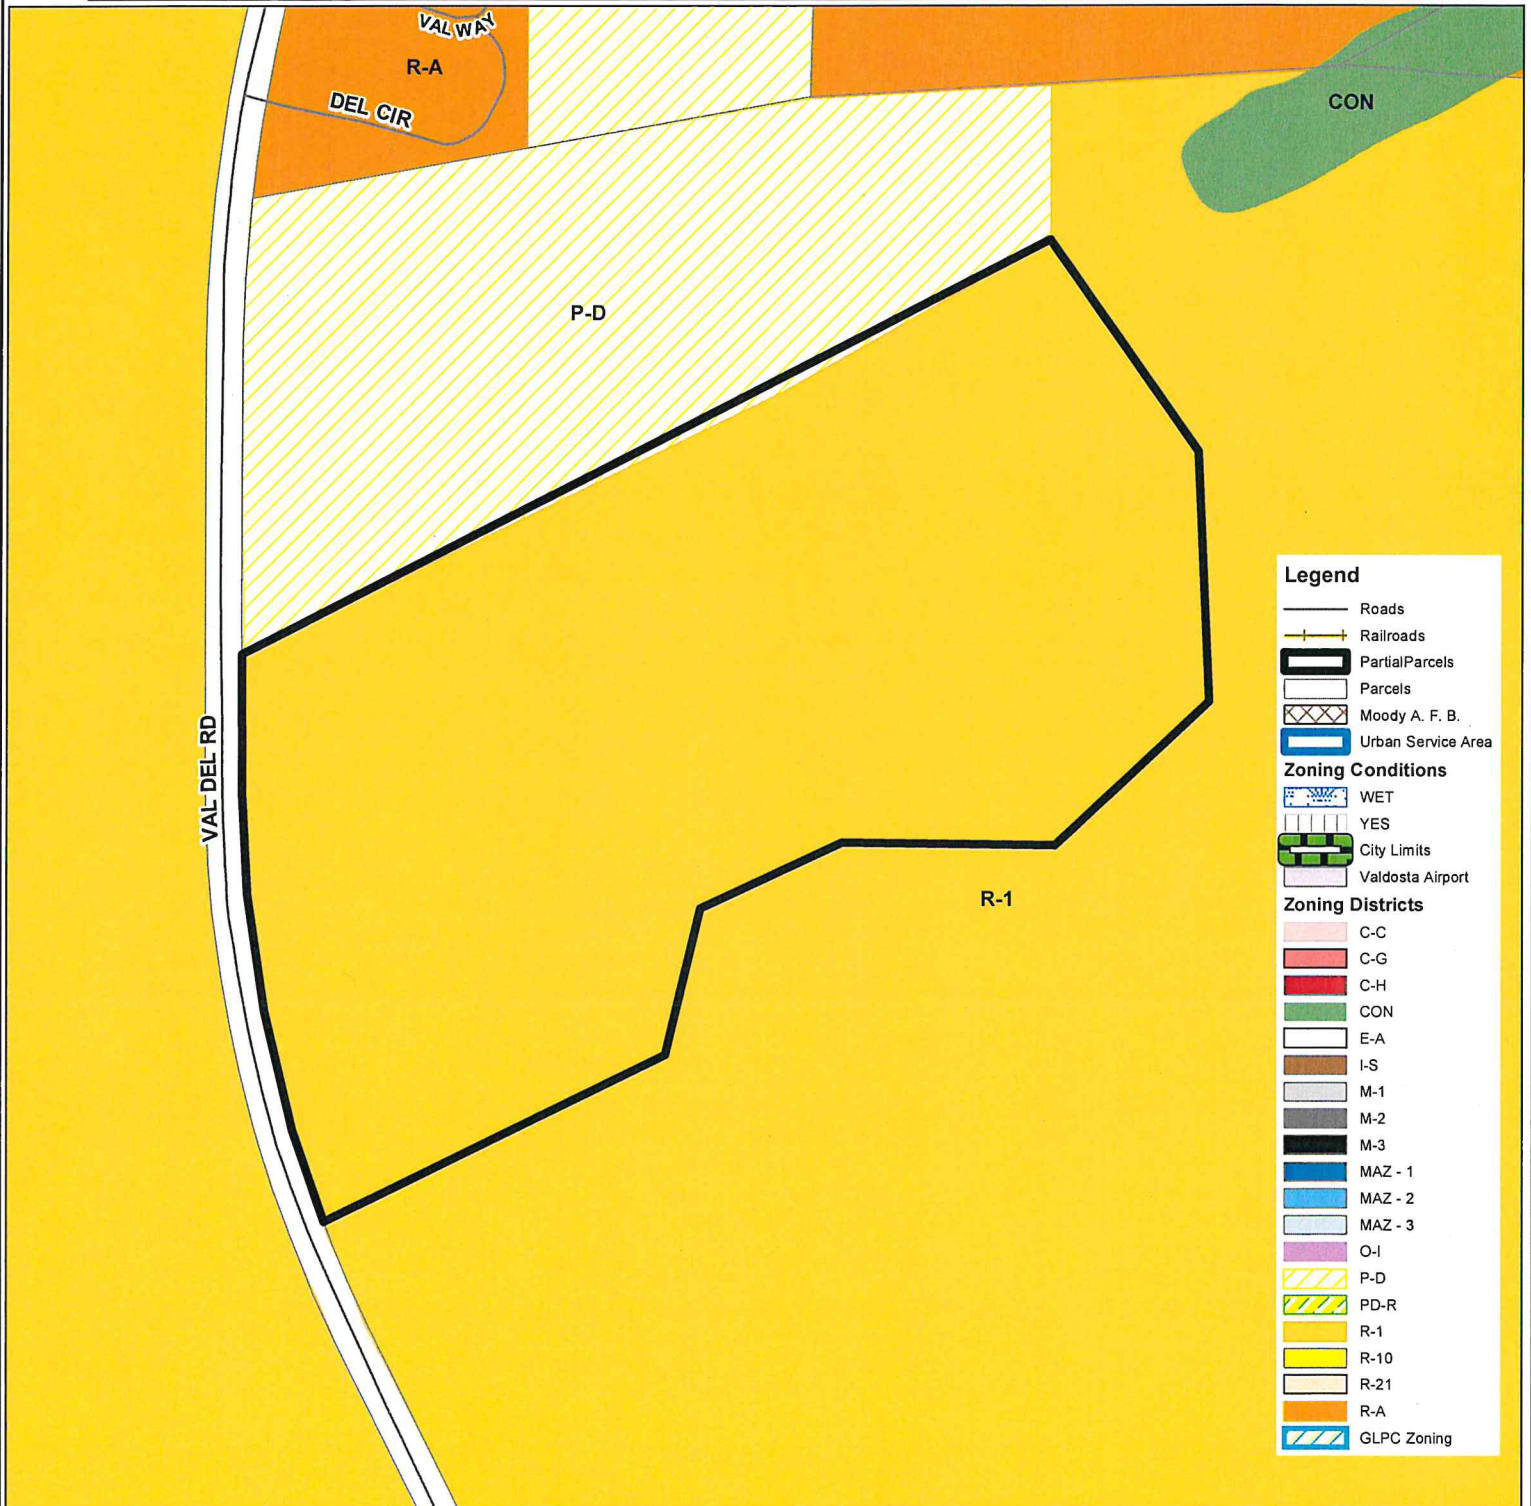 VAL WAY
R-A
DEL CIR
CON
P-D
VAL DEL RD
R-1
Legend
Roads
Railroads
PartialParcels
Parcels
Moody A. F. B.
Urban Service Area
Zoning Conditions
WET
YES
City Limits
Valdosta Airport
Zoning Districts
C-C
C-G
C-H
CON
E-A
I-S
M-1
M-2
M-3
MAZ - 1
MAZ - 2
MAZ - 3
O-I
P-D
PD-R
R-1
R-10
R-21
R-A
GLPC Zoning